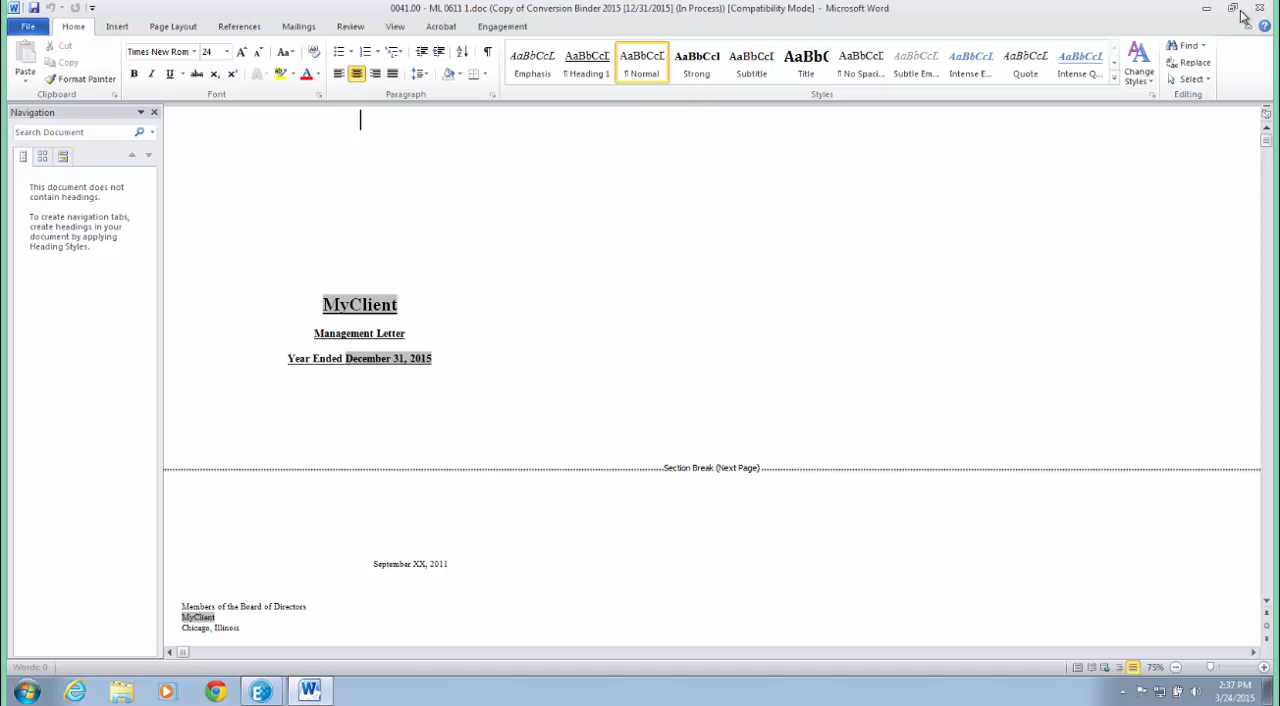 0041.00 - ML 0611 1.doc (Copy of Conversion Binder 2015 [12/31/2015] (In Process)) [Compatibility Mode] - Microsoft Word
File Home Insert Page Layout References Mailings Review View Acrobat Engagement
Paste
Cut
Copy
Format Painter
Clipboard
Times New Rom 24
Font
Paragraph
AaBbCcL AaBbCcL AaBbCcL AaBbCcI AaBbCcI AaBbC AaBbCcL AaBbCcL AaBbCcL AaBbCcL AaBbCcL
Emphasis ¶ Heading 1 ¶ Normal Strong Subtitle Title ¶ No Spaci... Subtle Em... Intense E... Quote Intense Q...
Styles
Change
Styles
Find
Replace
Select
Editing
Navigation
Search Document
This document does not
contain headings.
To create navigation tabs,
create headings in your
document by applying
Heading Styles.
MyClient
Management Letter
Year Ended December 31, 2015
Section Break (Next Page)
September XX, 2011
Members of the Board of Directors
MyClient
Chicago, Illinois
Words: 0
75%
2:37 PM
3/24/2015